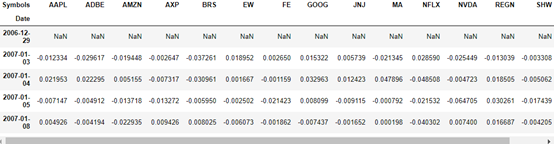 Symbols AAPL ADBE AMZN AXP BRS EW FE GOOG JNJ MA NFLX NVDA REGN SHW
Date
2006-12-29 NaN NaN NaN NaN NaN NaN NaN NaN NaN NaN NaN NaN NaN NaN
2007-01-03 -0.012334 -0.029617 -0.019448 -0.002647 -0.037261 0.018952 0.002650 0.015322 0.005739 -0.021345 0.028590 -0.025449 -0.013039 -0.003308
2007-01-04 0.021953 0.022295 0.005155 -0.007317 -0.030961 0.001667 -0.001159 0.032963 0.012423 0.047896 -0.048508 -0.004723 0.018505 -0.005062
2007-01-05 -0.007147 -0.004912 -0.013718 -0.013272 -0.005950 -0.002502 -0.021423 0.008099 -0.009115 -0.000792 -0.021532 -0.064705 0.030261 -0.017439
2007-01-08 0.004926 -0.004194 -0.022935 0.009426 0.008025 -0.006073 -0.001862 -0.007437 -0.001652 0.000198 -0.040302 0.007400 0.016687 -0.004205